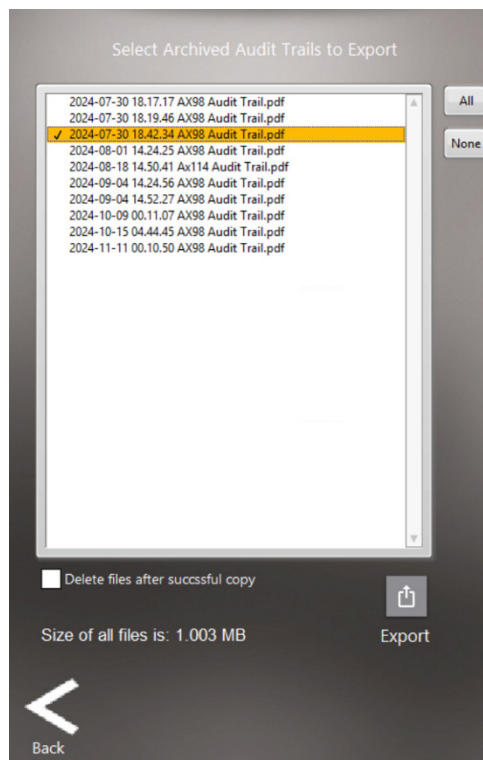 Select Archived Audit Trails to Export
2024-07-30 18.17.17 AX98 Audit Trail.pdf
2024-07-30 18.19.46 AX98 Audit Trail.pdf
✓ 2024-07-30 18.42.34 AX98 Audit Trail.pdf
2024-08-01 14.24.25 AX98 Audit Trail.pdf
2024-08-18 14.50.41 Ax114 Audit Trail.pdf
2024-09-04 14.24.56 AX98 Audit Trail.pdf
2024-09-04 14.52.27 AX98 Audit Trail.pdf
2024-10-09 00.11.07 AX98 Audit Trail.pdf
2024-10-15 04.44.45 AX98 Audit Trail.pdf
2024-11-11 00.10.50 AX98 Audit Trail.pdf
All
None
Delete files after succssful copy
Size of all files is: 1.003 MB
Export
Back